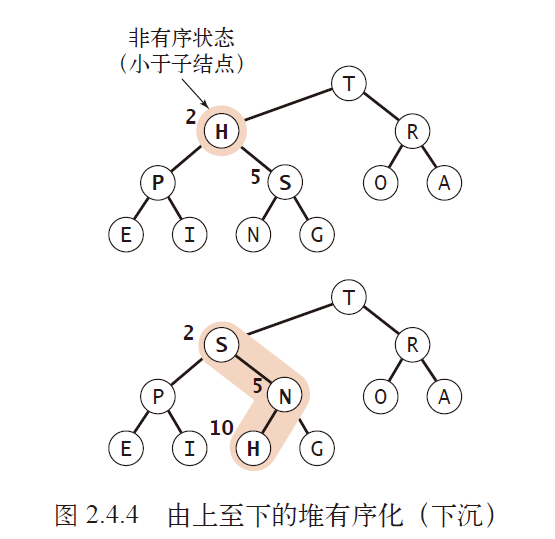 非有序状态
（小于子结点）
T
2 H R
P 5 S O A
E I N G
T
2 S R
P 5 N O A
E I 10 H G
图 2.4.4 由上至下的堆有序化（下沉）